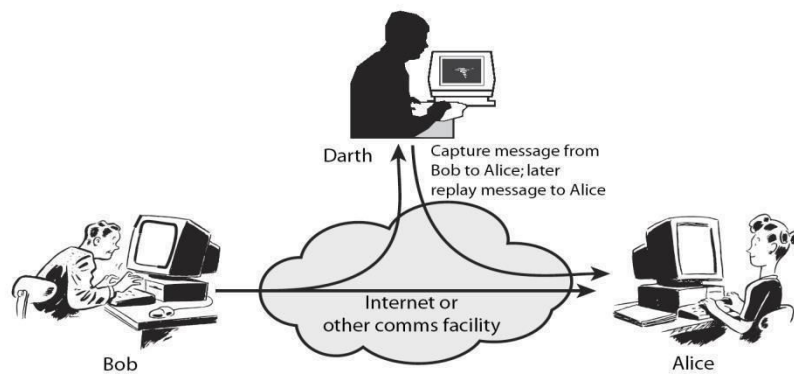 Darth
Capture message from
Bob to Alice; later
replay message to Alice
Internet or
other comms facility
Bob
Alice